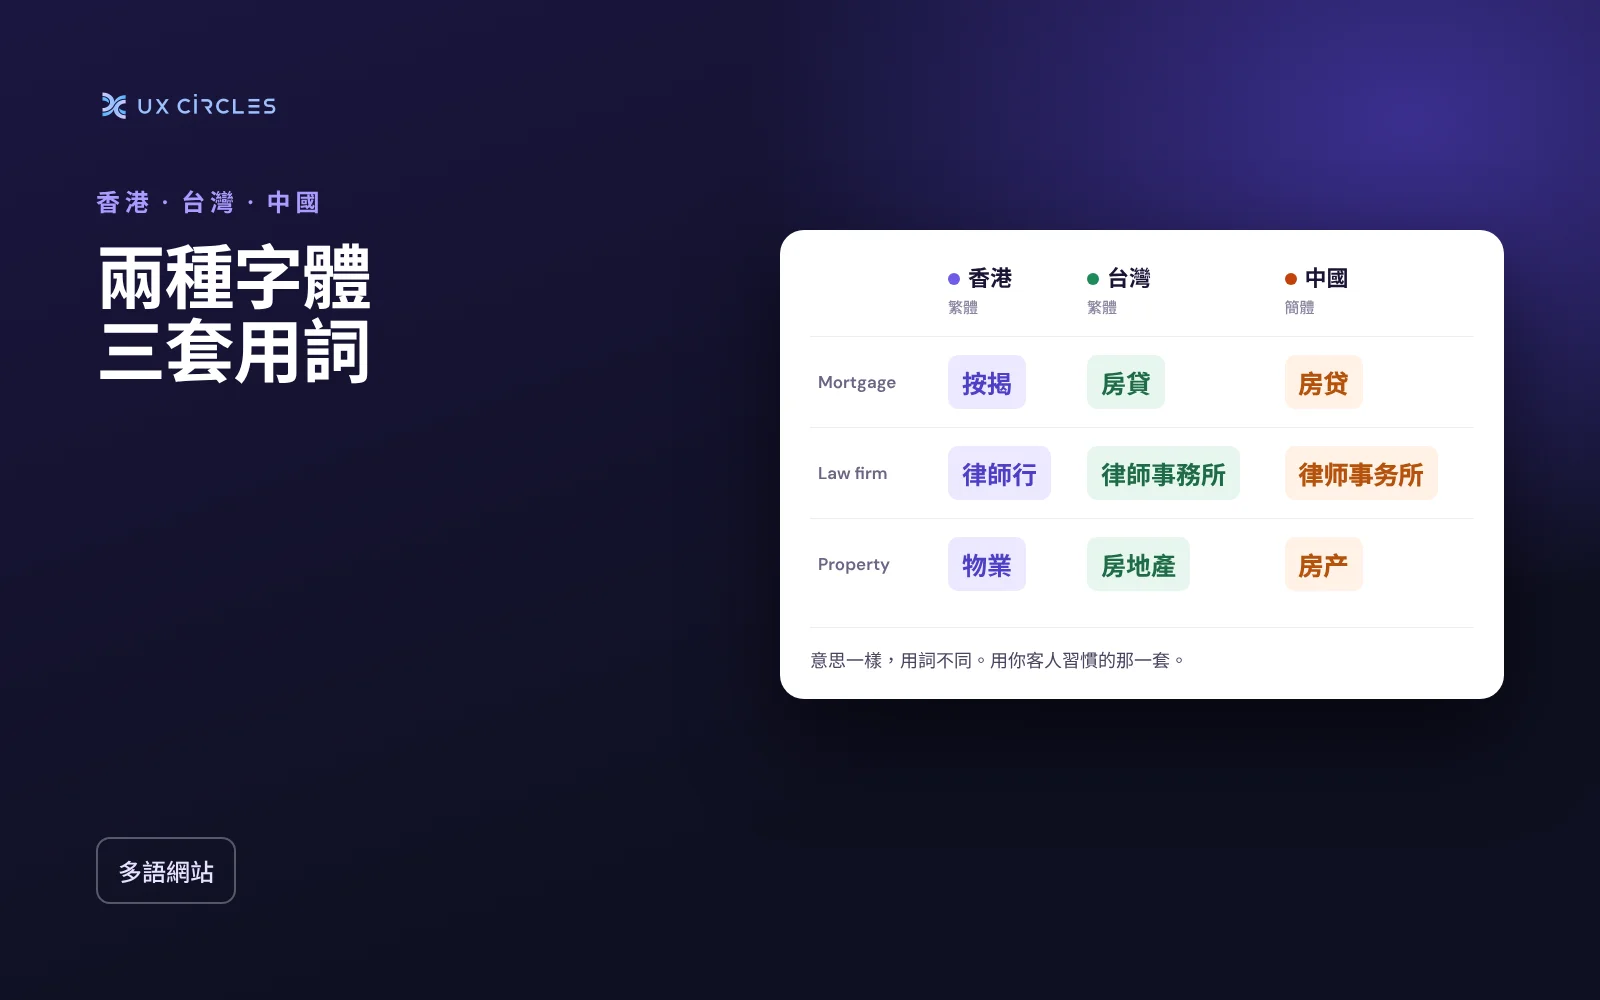 UX CIRCLES
香港 · 台灣 · 中國
兩種字體
三套用詞
香港 台灣 中國
繁體 繁體 簡體
Mortgage 按揭 房貸 房贷
Law firm 律師行 律師事務所 律师事务所
Property 物業 房地產 房产
意思一樣，用詞不同。用你客人習慣的那一套。
多語網站